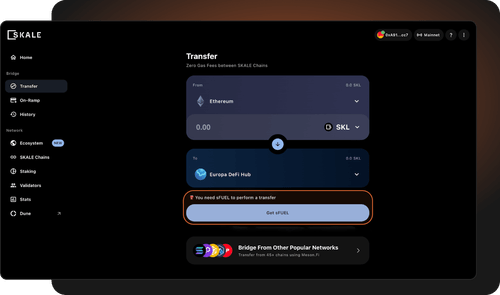 SKALE
0xA91...ce7
Mainnet
?
Home
Bridge
Transfer
On-Ramp
History
Network
Ecosystem NEW
SKALE Chains
Staking
Validators
Stats
Dune
Transfer
Zero Gas Fees between SKALE Chains
From 0.0 SKL
Ethereum
0.00 SKL
To 0.0 SKL
Europa DeFi Hub
You need sFUEL to perform a transfer
Get sFUEL
Bridge From Other Popular Networks
Transfer from 55+ chains using Meson.Fi